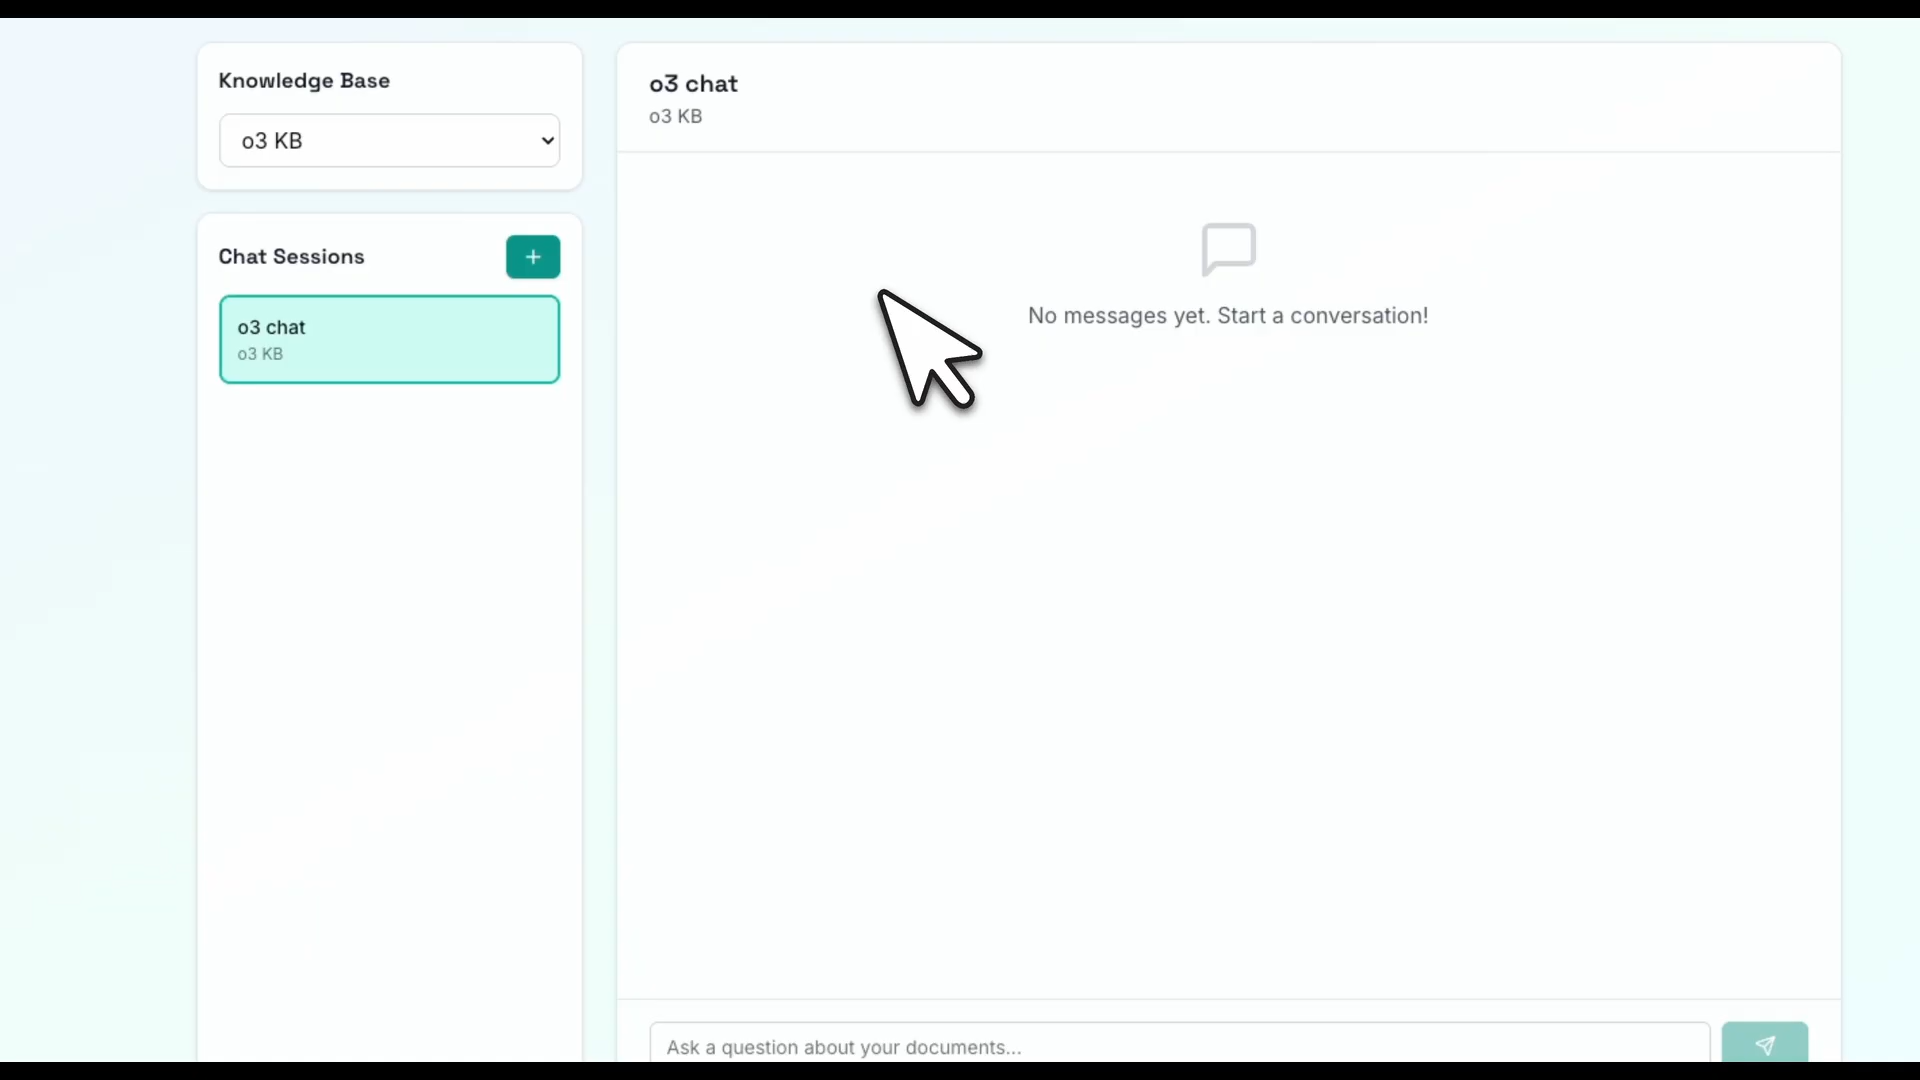 Knowledge Base
o3 KB
Chat Sessions
+
o3 chat
o3 KB
o3 chat
o3 KB
No messages yet. Start a conversation!
Ask a question about your documents...